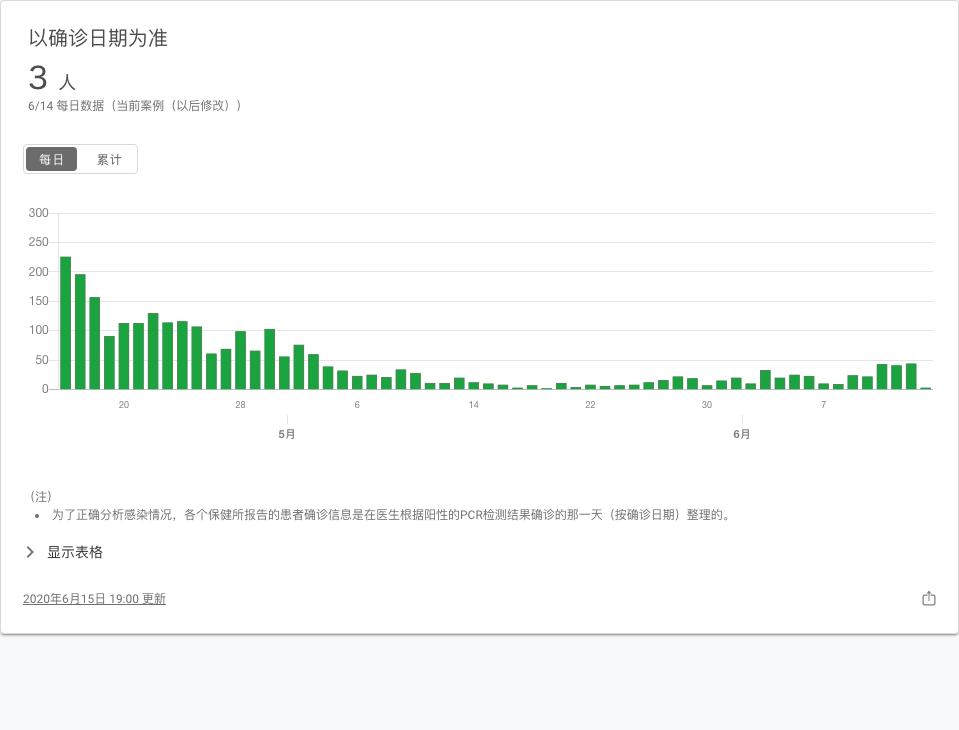 以确诊日期为准
3 人
6/14 每日数据（当前案例（以后修改））
每日 累计
300
250
200
150
100
50
0
20 28 6 14 22 30 7
5月 6月
（注）
• 为了正确分析感染情况，各个保健所报告的患者确诊信息是在医生根据阳性的PCR检测结果确诊的那一天（按确诊日期）整理的。
显示表格
2020年6月15日 19:00 更新